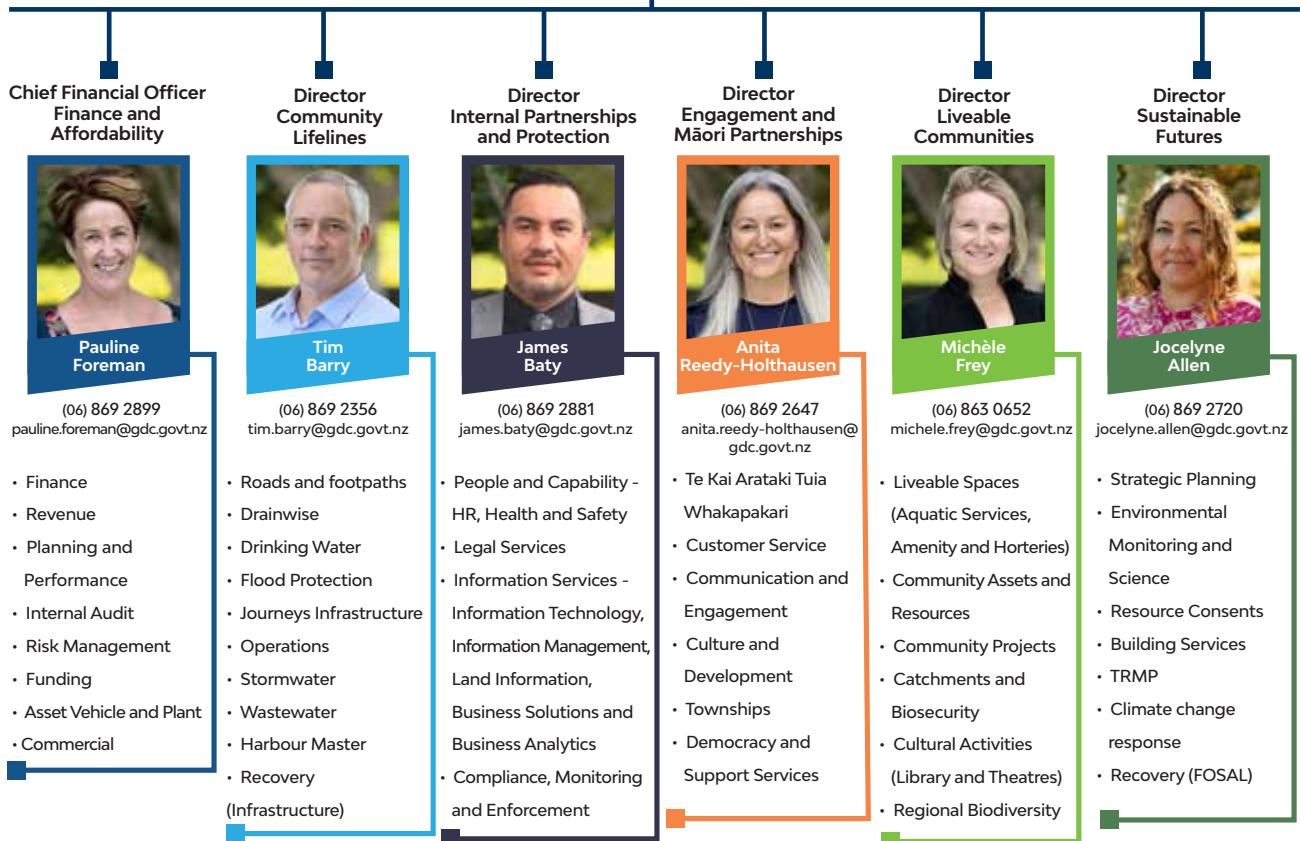 Chief Financial Officer
Finance and
Affordability
Pauline
Foreman
(06) 869 2899
pauline.foreman@gdc.govt.nz
• Finance
• Revenue
• Planning and
Performance
• Internal Audit
• Risk Management
• Funding
• Asset Vehicle and Plant
• Commercial
Director
Community
Lifelines
Tim
Barry
(06) 869 2356
tim.barry@gdc.govt.nz
• Roads and footpaths
• Drainwise
• Drinking Water
• Flood Protection
• Journeys Infrastructure
• Operations
• Stormwater
• Wastewater
• Harbour Master
• Recovery
(Infrastructure)
Director
Internal Partnerships
and Protection
James
Baty
(06) 869 2881
james.baty@gdc.govt.nz
• People and Capability -
HR, Health and Safety
• Legal Services
• Information Services -
Information Technology,
Information Management,
Land Information,
Business Solutions and
Business Analytics
• Compliance, Monitoring
and Enforcement
Director
Engagement and
Māori Partnerships
Anita
Reedy-Holthausen
(06) 869 2647
anita.reedy-holthausen@
gdc.govt.nz
• Te Kai Arataki Tuia
Whakapakari
• Customer Service
• Communication and
Engagement
• Culture and
Development
• Townships
• Democracy and
Support Services
Director
Liveable
Communities
Michèle
Frey
(06) 863 0652
michele.frey@gdc.govt.nz
• Liveable Spaces
(Aquatic Services,
Amenity and Horteries)
• Community Assets and
Resources
• Community Projects
• Catchments and
Biosecurity
• Cultural Activities
(Library and Theatres)
• Regional Biodiversity
Director
Sustainable
Futures
Jocelyne
Allen
(06) 869 2720
jocelyne.allen@gdc.govt.nz
• Strategic Planning
• Environmental
Monitoring and
Science
• Resource Consents
• Building Services
• TRMP
• Climate change
response
• Recovery (FOSAL)